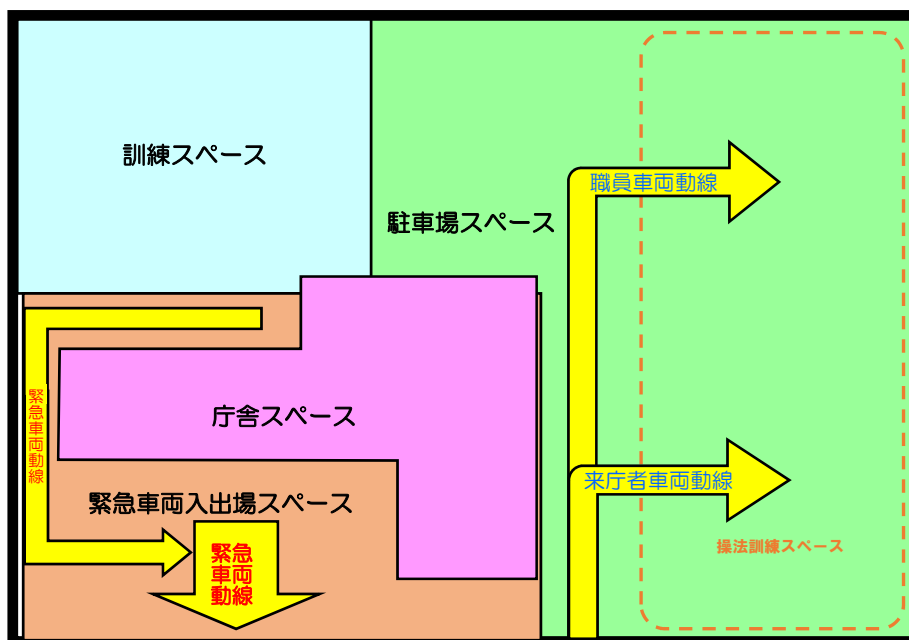 訓練スペース
職員車両動線
駐車場スペース
緊急車両動線
庁舎スペース
来庁者車両動線
緊急車両入出場スペース
操法訓練スペース
緊急
車両
動線